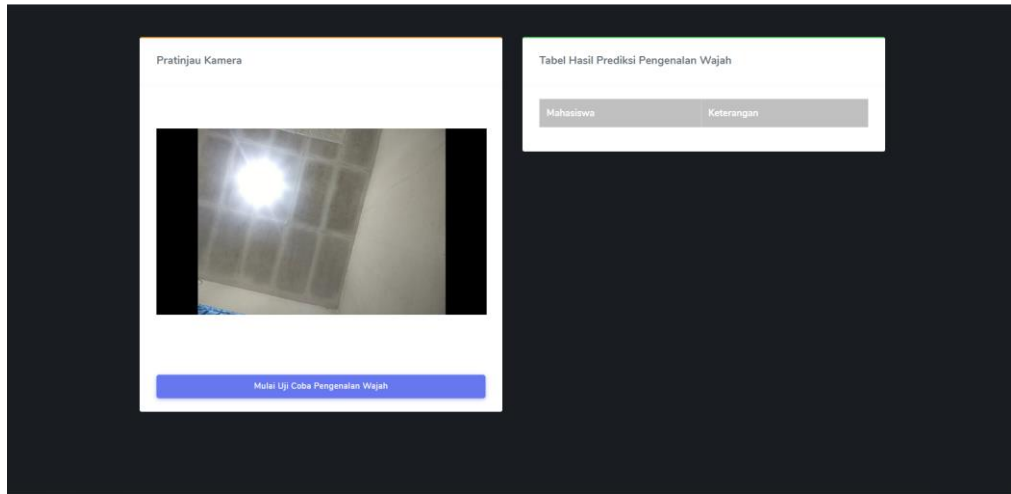 Pratinjau Kamera
Mulai Uji Coba Pengenalan Wajah
Tabel Hasil Prediksi Pengenalan Wajah
Mahasiswa Keterangan